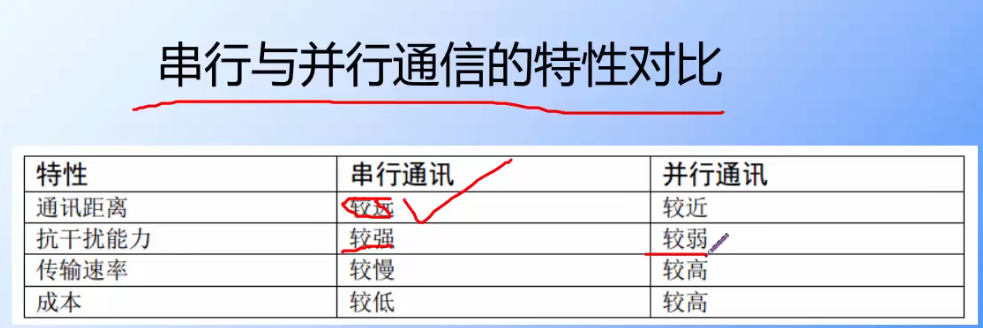 串行与并行通信的特性对比
特性 串行通讯 并行通讯
通讯距离 较远 较近
抗干扰能力 较强 较弱
传输速率 较慢 较高
成本 较低 较高